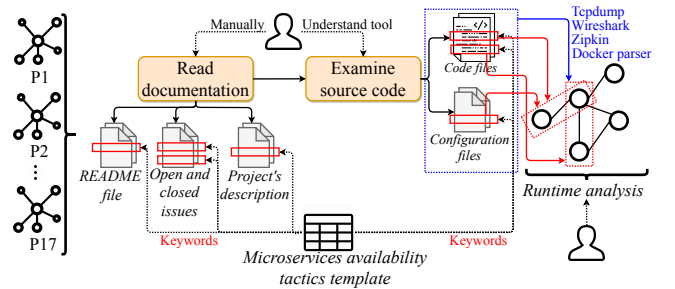 Manually
Understand tool
Tcpdump
Wireshark
Zipkin
Docker parser
P1
Read
documentation
Examine
source code
Code files
P2
Configuration
files
README
file
Open and
closed
issues
Project's
description
Runtime analysis
P17
Keywords
Keywords
Microservices availability
tactics template